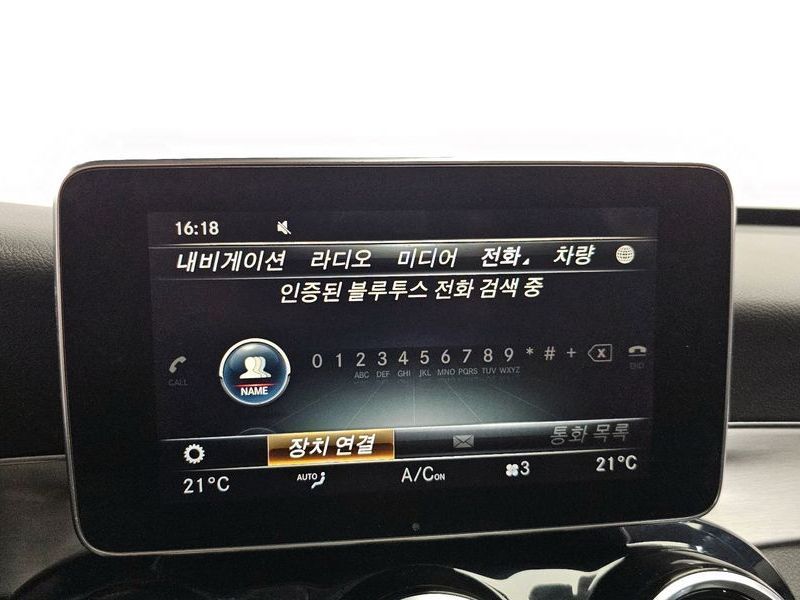 16:18
내비게이션 라디오 미디어 전화 차량
인증된 블루투스 전화 검색 중
CALL NAME 0 1 2 3 4 5 6 7 8 9 * # + X END
ABC DEF GHI JKL MNO PQRS TUV WXYZ
장치 연결 통화 목록
21°C AUTO A/C ON 3 21°C